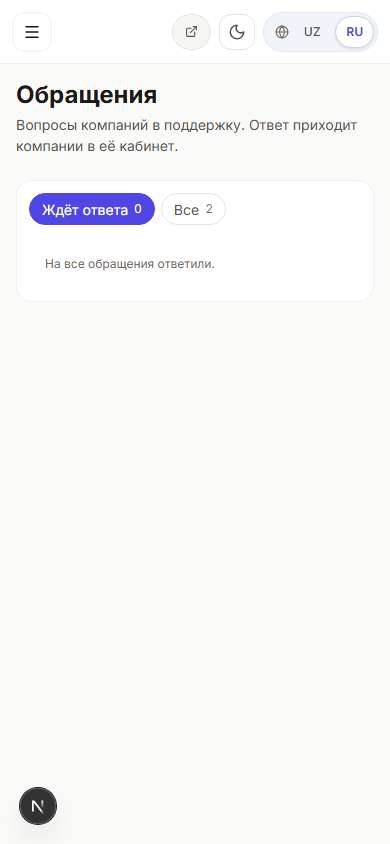 UZ
RU
Обращения
Вопросы компаний в поддержку. Ответ приходит
компании в её кабинет.
Ждёт ответа 0
Все 2
На все обращения ответили.
N